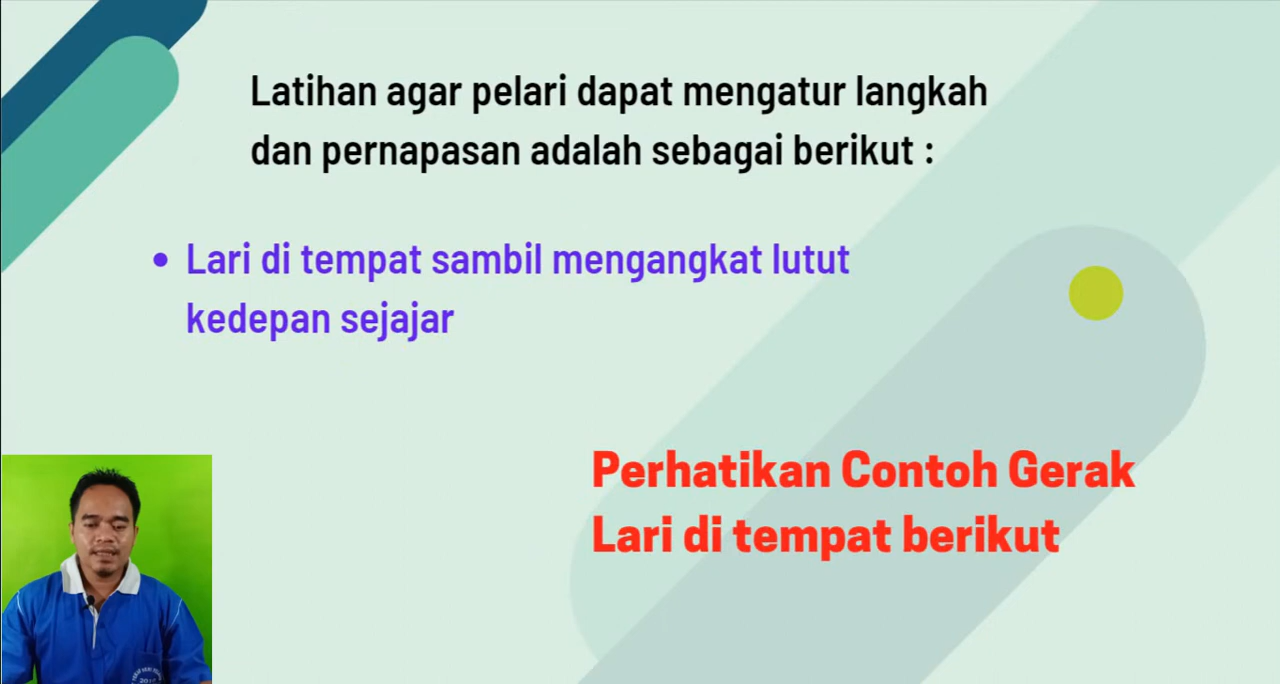 Latihan agar pelari dapat mengatur langkah
dan pernapasan adalah sebagai berikut :
• Lari di tempat sambil mengangkat lutut
kedepan sejajar
Perhatikan Contoh Gerak
Lari di tempat berikut